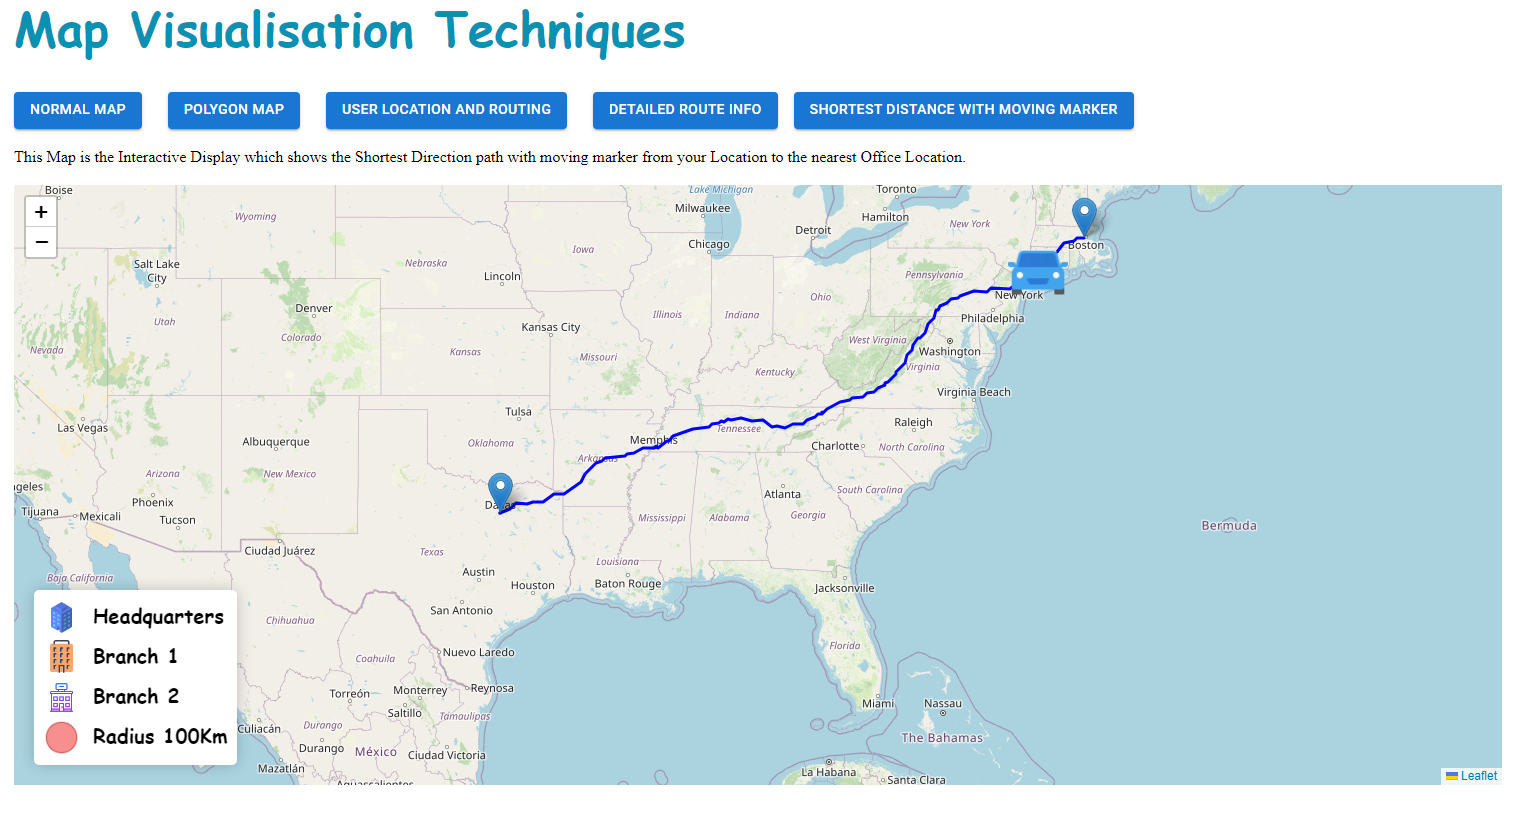 Map Visualisation Techniques
NORMAL MAP
POLYGON MAP
USER LOCATION AND ROUTING
DETAILED ROUTE INFO
SHORTEST DISTANCE WITH MOVING MARKER
This Map is the Interactive Display which shows the Shortest Direction path with moving marker from your Location to the nearest Office Location.
+
−
Boise
Lake Michigan
Toronto
Milwaukee
Wyoming
Hamilton
New York
Detroit
Chicago
Boston
Iowa
Salt Lake
City
Nebraska
Lincoln
Pennsylvania
New York
Denver
Utah
Colorado
Kansas City
Illinois
Indiana
Ohio
Philadelphia
Nevada
Kansas
Missouri
West Virginia
Washington
Kentucky
Virginia
Virginia Beach
Las Vegas
Tulsa
Raleigh
Albuquerque
Oklahoma
Memphis
Tennessee
Charlotte
North Carolina
Arkansas
Arizona
New Mexico
geles
Phoenix
Dallas
Atlanta
South Carolina
Tijuana
Mexicali
Tucson
Mississippi
Alabama
Georgia
Bermuda
Ciudad Juárez
Texas
Louisiana
Baja California
Austin
Houston
Baton Rouge
Jacksonville
San Antonio
Chihuahua
Florida
Coahuila
Nuevo Laredo
Torreón
Monterrey
Reynosa
Miami
Nassau
Saltillo
Tamaulipas
Culiacán
Durango
The Bahamas
Durango
México
Ciudad Victoria
Mazatlán
La Habana
Santa Clara
Aguascalientes
Headquarters
Branch 1
Branch 2
Radius 100Km
Leaflet